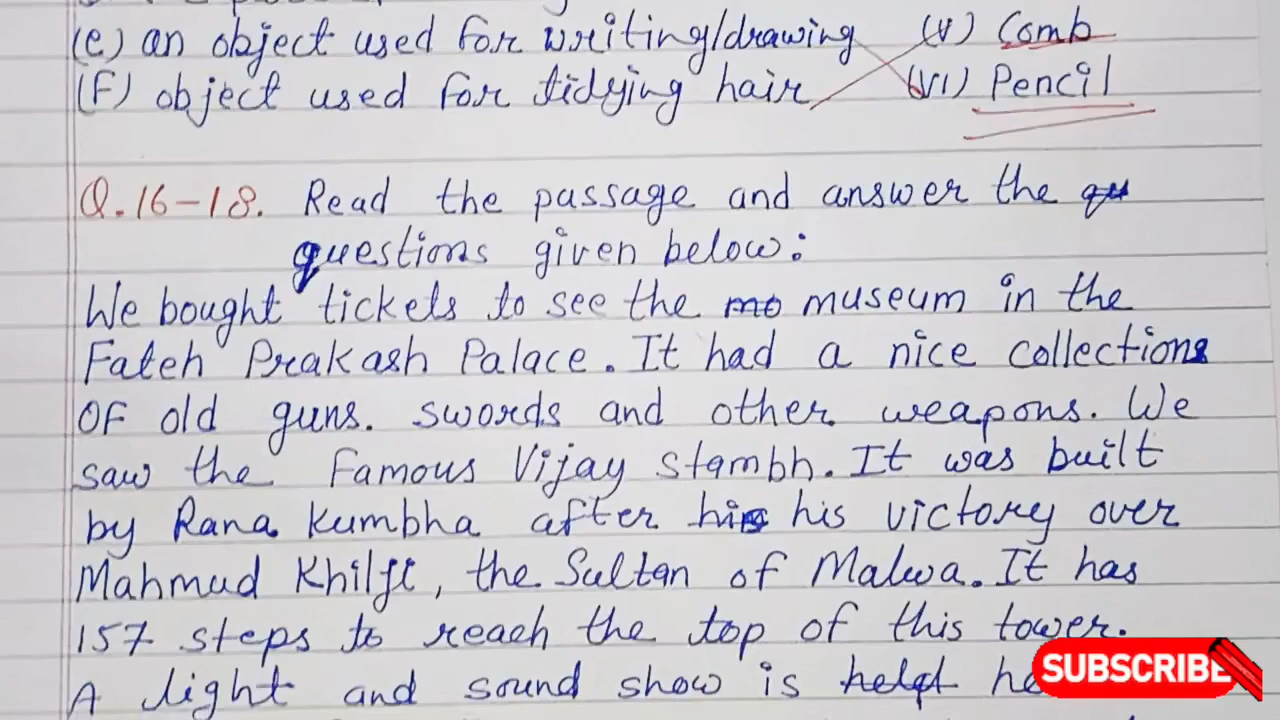 (e) an object used for writing/drawing (V) Comb
(F) object used for tidying hair (VI) Pencil
Q. 16-18. Read the passage and answer the qu
questions given below:
We bought tickets to see the mo museum in the
Fateh Prakash Palace. It had a nice collections
OF old guns. swords and other weapons. We
saw the Famous Vijay Stambh. It was built
by Rana Kumbha after his his victory over
Mahmud Khilji, the Sultan of Malwa. It has
157 steps to reach the top of this tower.
A light and sound show is held
SUBSCRIBE